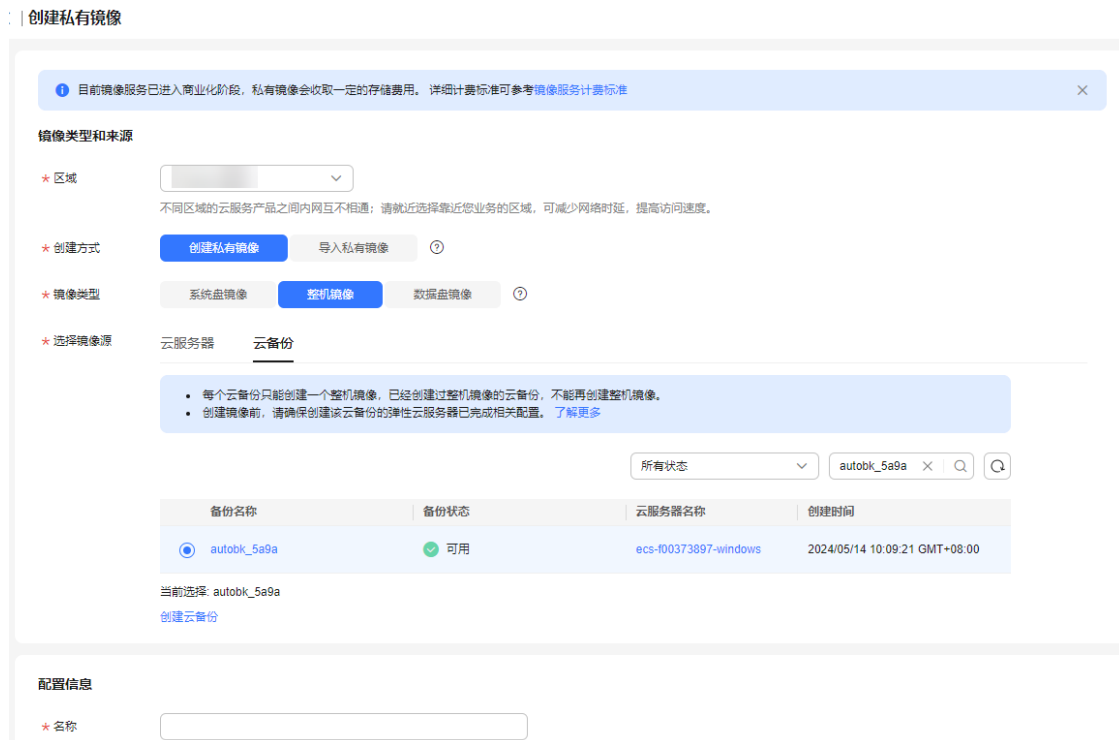 创建私有镜像
目前镜像服务已进入商业化阶段，私有镜像会收取一定的存储费用。 详细计费标准可参考镜像服务计费标准
镜像类型和来源
* 区域
不同区域的云服务产品之间内网互不相通；请就近选择靠近您业务的区域，可减少网络时延，提高访问速度。
* 创建方式 创建私有镜像 导入私有镜像
* 镜像类型 系统盘镜像 整机镜像 数据盘镜像
* 选择镜像源 云服务器 云备份
• 每个云备份只能创建一个整机镜像，已经创建过整机镜像的云备份，不能再创建整机镜像。
• 创建镜像前，请确保创建该云备份的弹性云服务器已完成相关配置。 了解更多
所有状态 autobk_5a9a
备份名称 备份状态 云服务器名称 创建时间
autobk_5a9a 可用 ecs-f00373897-windows 2024/05/14 10:09:21 GMT+08:00
当前选择: autobk_5a9a
创建云备份
配置信息
* 名称